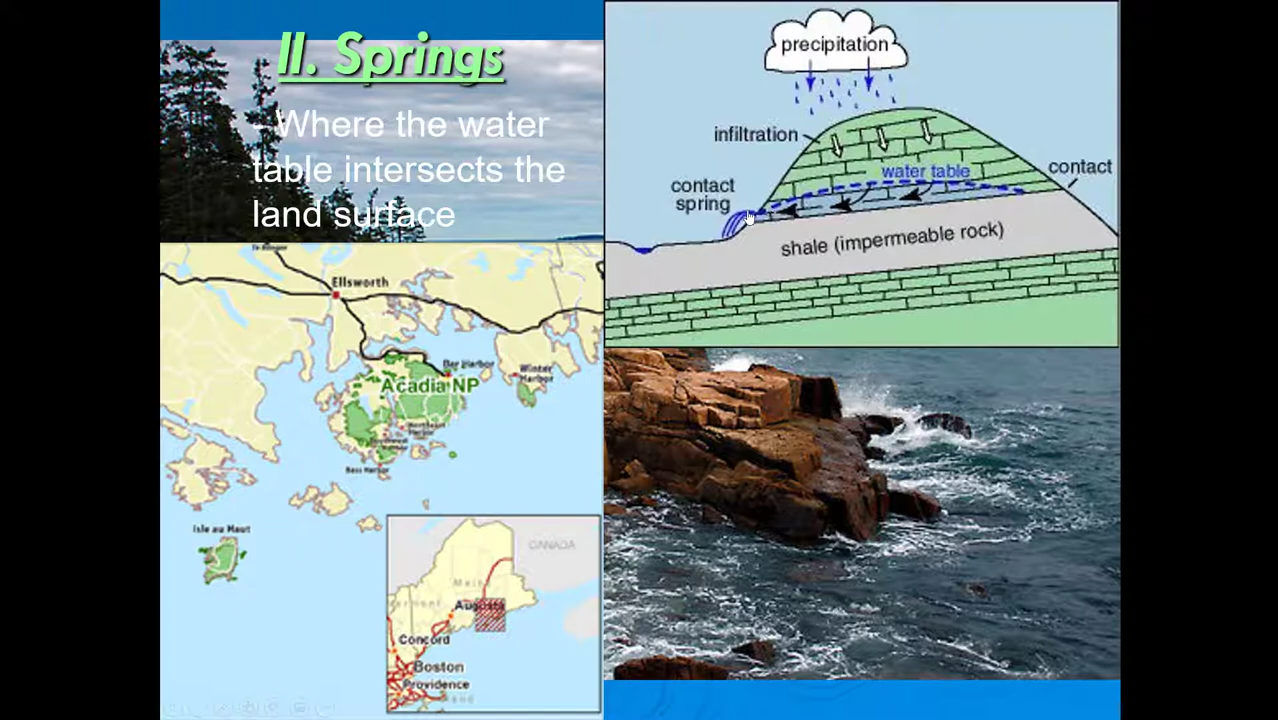 II. Springs
- Where the water
table intersects the
land surface
precipitation
infiltration
water table
contact
contact
spring
shale (impermeable rock)
Ellsworth
Bar Harbor
Acadia NP
Winter
Harbor
Bass Harbor
Isle au Haut
CANADA
Augusta
Concord
Boston
Providence